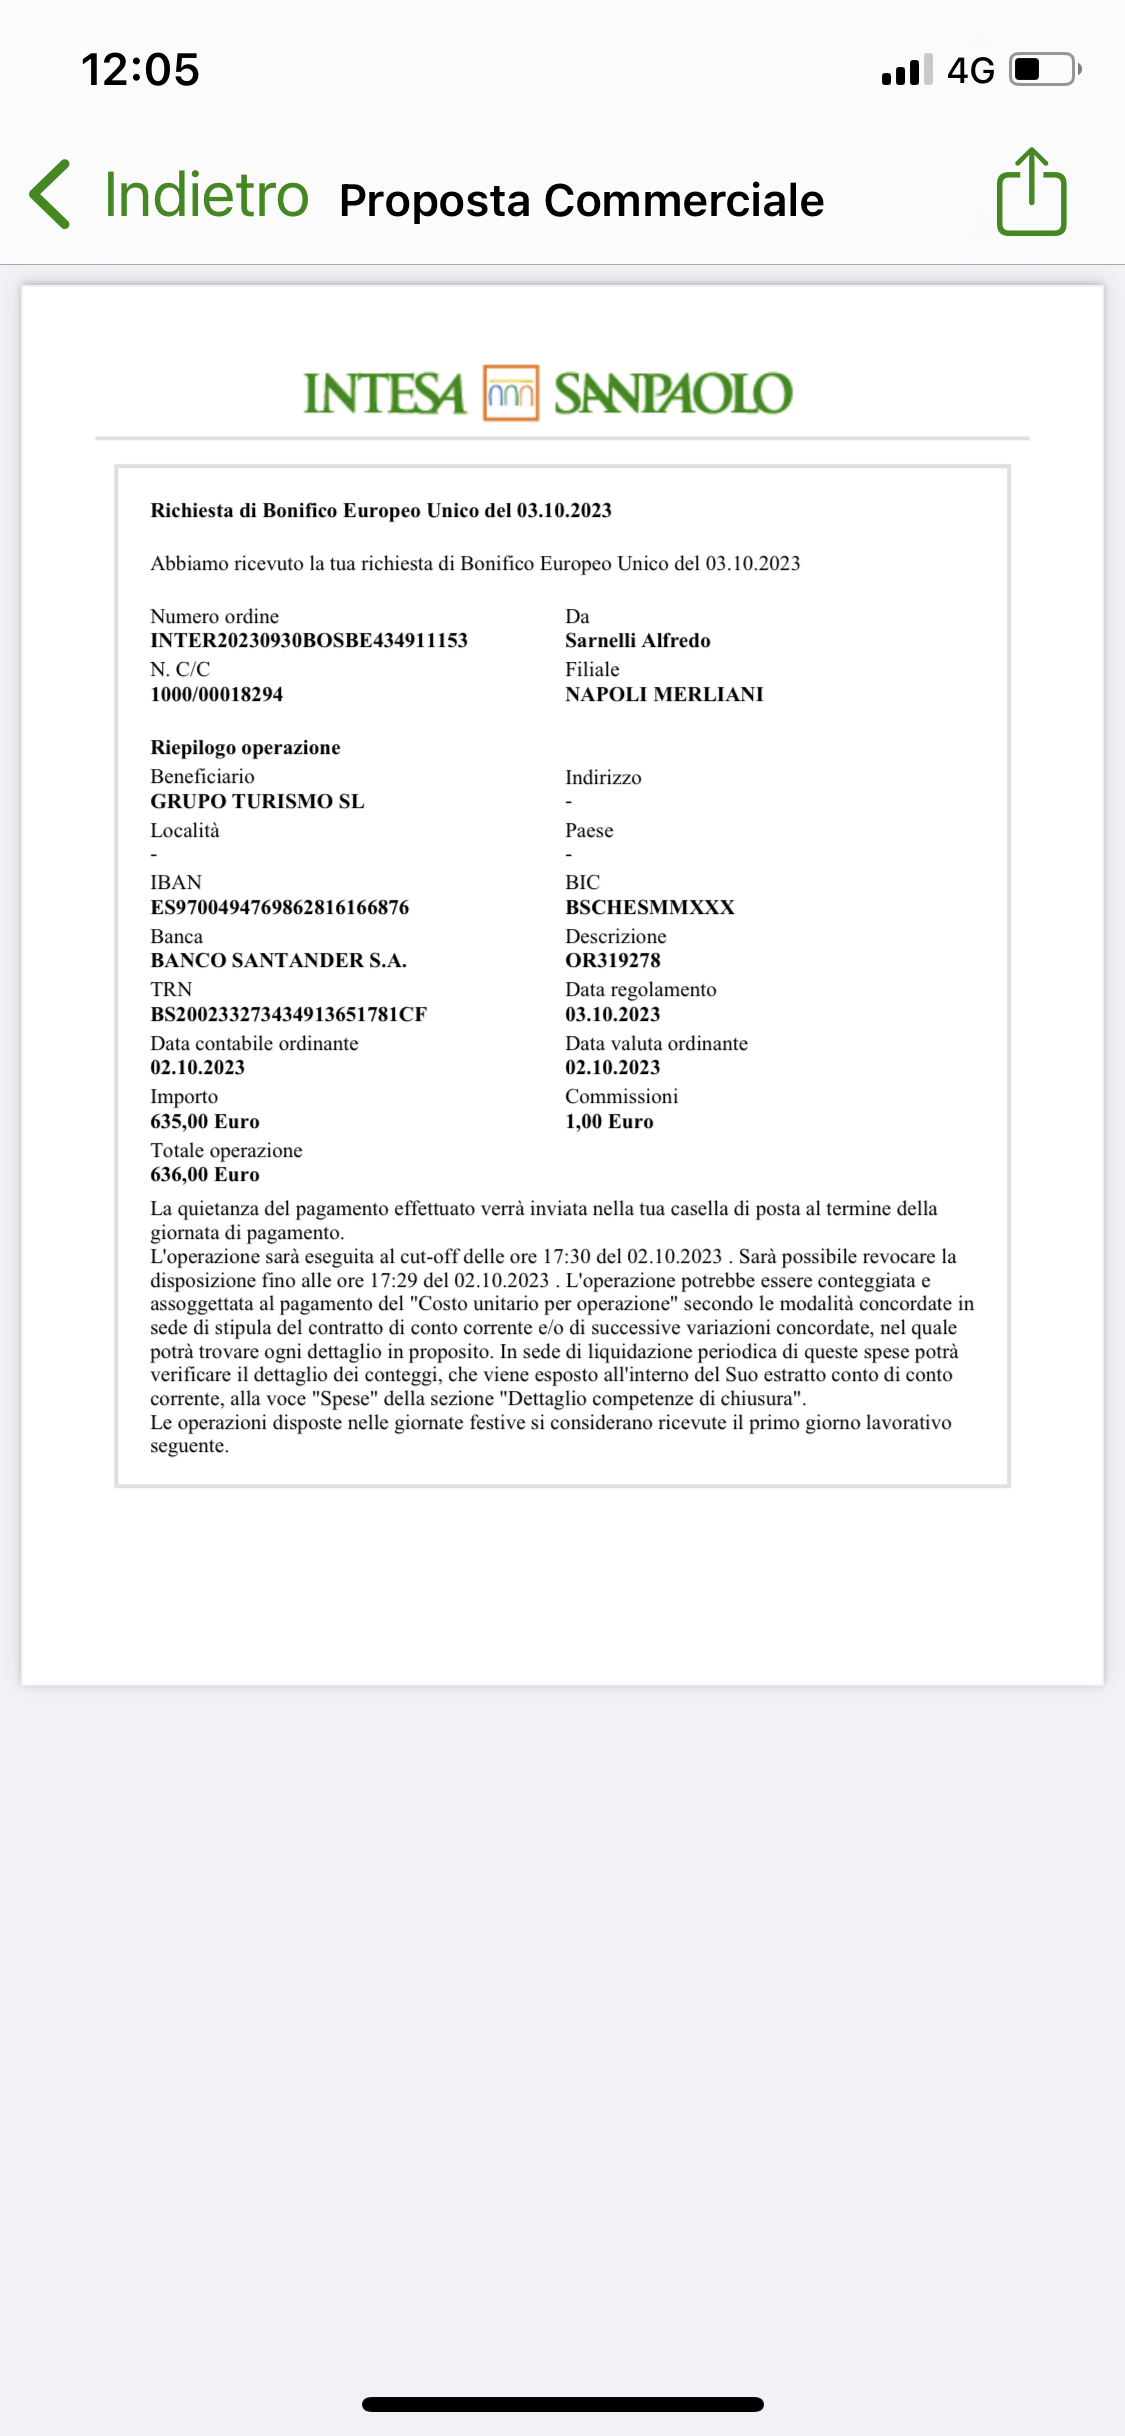 12:05
4G
Indietro
Proposta Commerciale
INTESA SANPAOLO
Richiesta di Bonifico Europeo Unico del 03.10.2023
Abbiamo ricevuto la tua richiesta di Bonifico Europeo Unico del 03.10.2023
Numero ordine
Da
INTER20230930BOSBE434911153
Sarnelli Alfredo
N. C/C
Filiale
1000/00018294
NAPOLI MERLIANI
Riepilogo operazione
Beneficiario
Indirizzo
GRUPO TURISMO SL
-
Località
Paese
-
-
IBAN
BIC
ES9700494769862816166876
BSCHESMMXXX
Banca
Descrizione
BANCO SANTANDER S.A.
OR319278
TRN
Data regolamento
BS200233273434913651781CF
03.10.2023
Data contabile ordinante
Data valuta ordinante
02.10.2023
02.10.2023
Importo
Commissioni
635,00 Euro
1,00 Euro
Totale operazione
636,00 Euro
La quietanza del pagamento effettuato verrà inviata nella tua casella di posta al termine della
giornata di pagamento.
L'operazione sarà eseguita al cut-off delle ore 17:30 del 02.10.2023 . Sarà possibile revocare la
disposizione fino alle ore 17:29 del 02.10.2023 . L'operazione potrebbe essere conteggiata e
assoggettata al pagamento del "Costo unitario per operazione" secondo le modalità concordate in
sede di stipula del contratto di conto corrente e/o di successive variazioni concordate, nel quale
potrà trovare ogni dettaglio in proposito. In sede di liquidazione periodica di queste spese potrà
verificare il dettaglio dei conteggi, che viene esposto all'interno del Suo estratto conto di conto
corrente, alla voce "Spese" della sezione "Dettaglio competenze di chiusura".
Le operazioni disposte nelle giornate festive si considerano ricevute il primo giorno lavorativo
seguente.